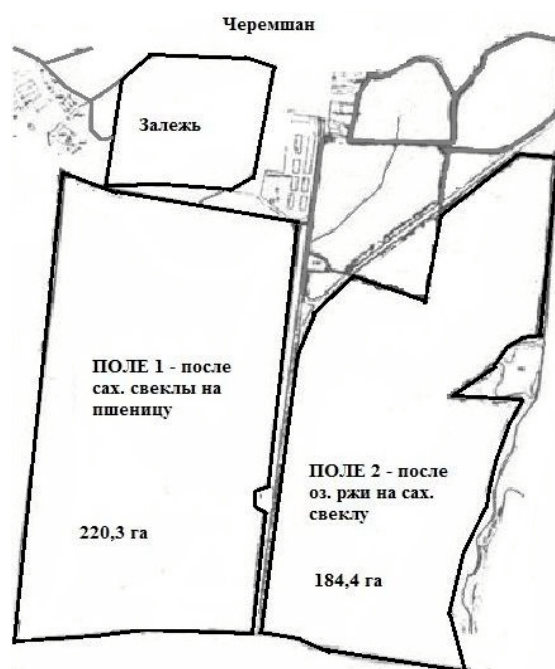 Черемшан
Залежь
ПОЛЕ 1 - после
сах. свеклы на
пшеницу
220,3 га
ПОЛЕ 2 - после
оз. ржи на сах.
свеклу
184,4 га